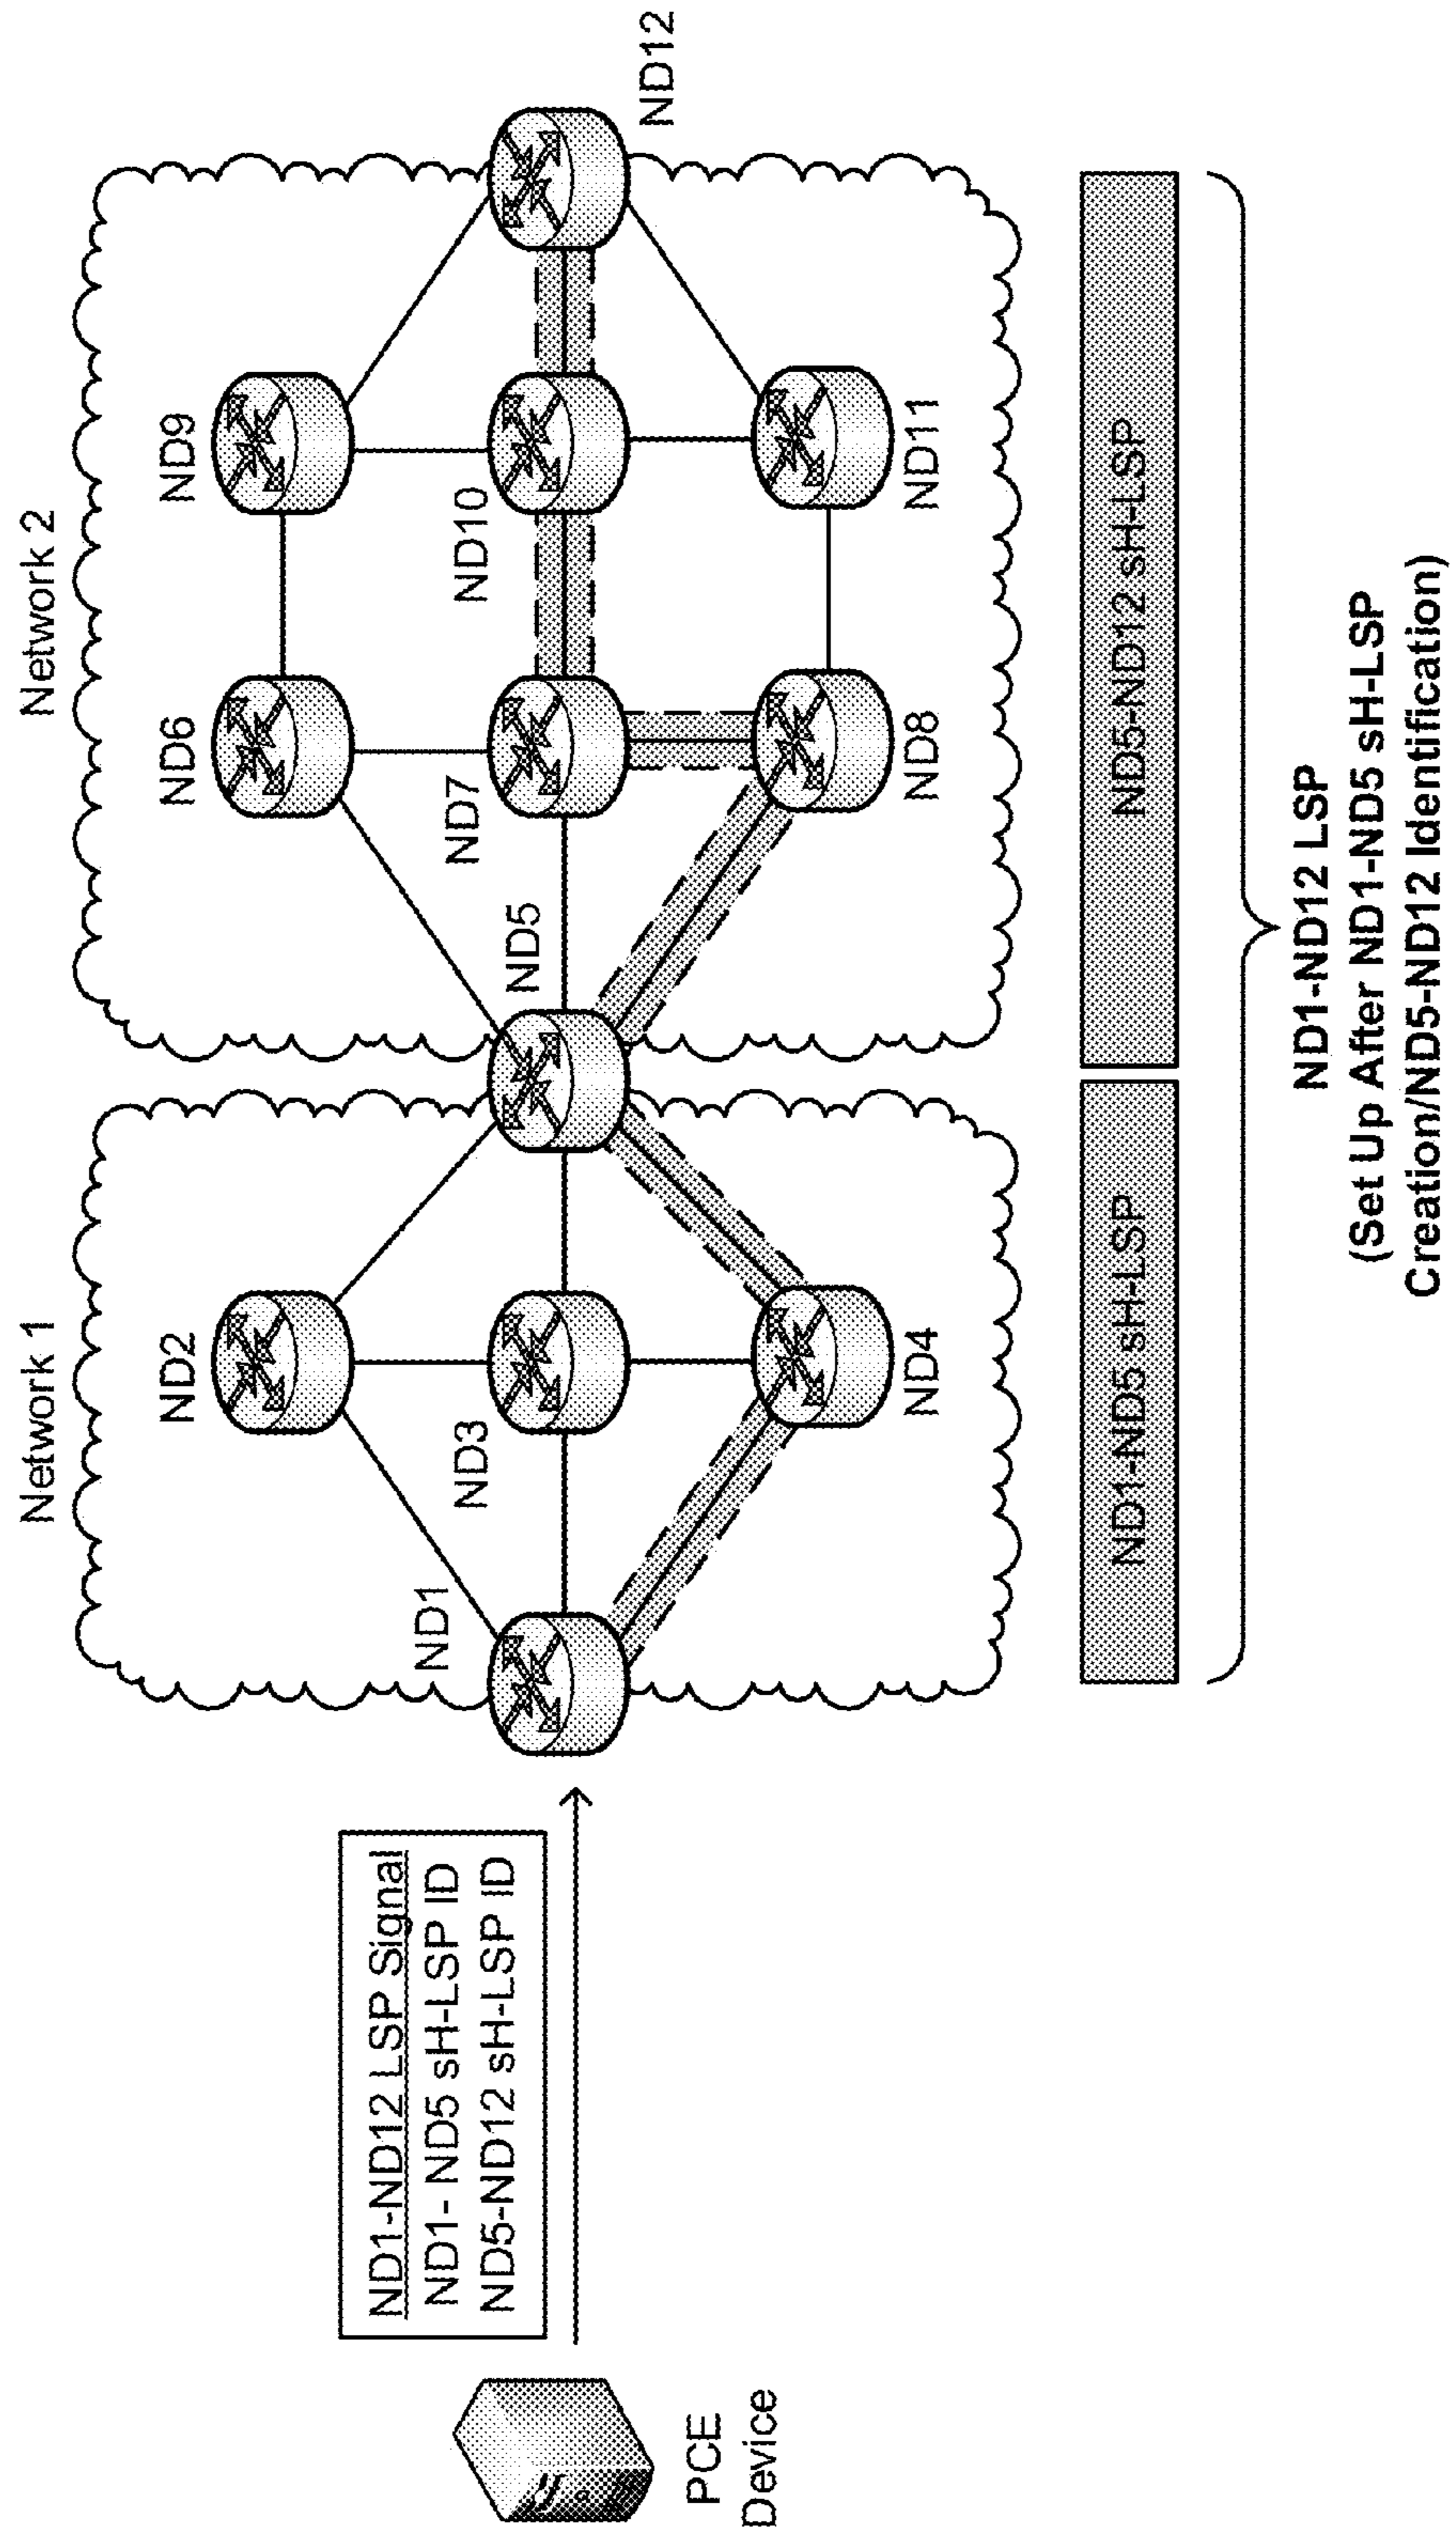 Network 1
Network 2
ND1-ND12 LSP Signal
ND1- ND5 sH-LSP ID
ND5-ND12 sH-LSP ID
PCE
Device
ND1
ND2
ND3
ND4
ND5
ND6
ND7
ND8
ND9
ND10
ND11
ND12
ND1-ND5 sH-LSP
ND5-ND12 sH-LSP
ND1-ND12 LSP
(Set Up After ND1-ND5 sH-LSP
Creation/ND5-ND12 Identification)